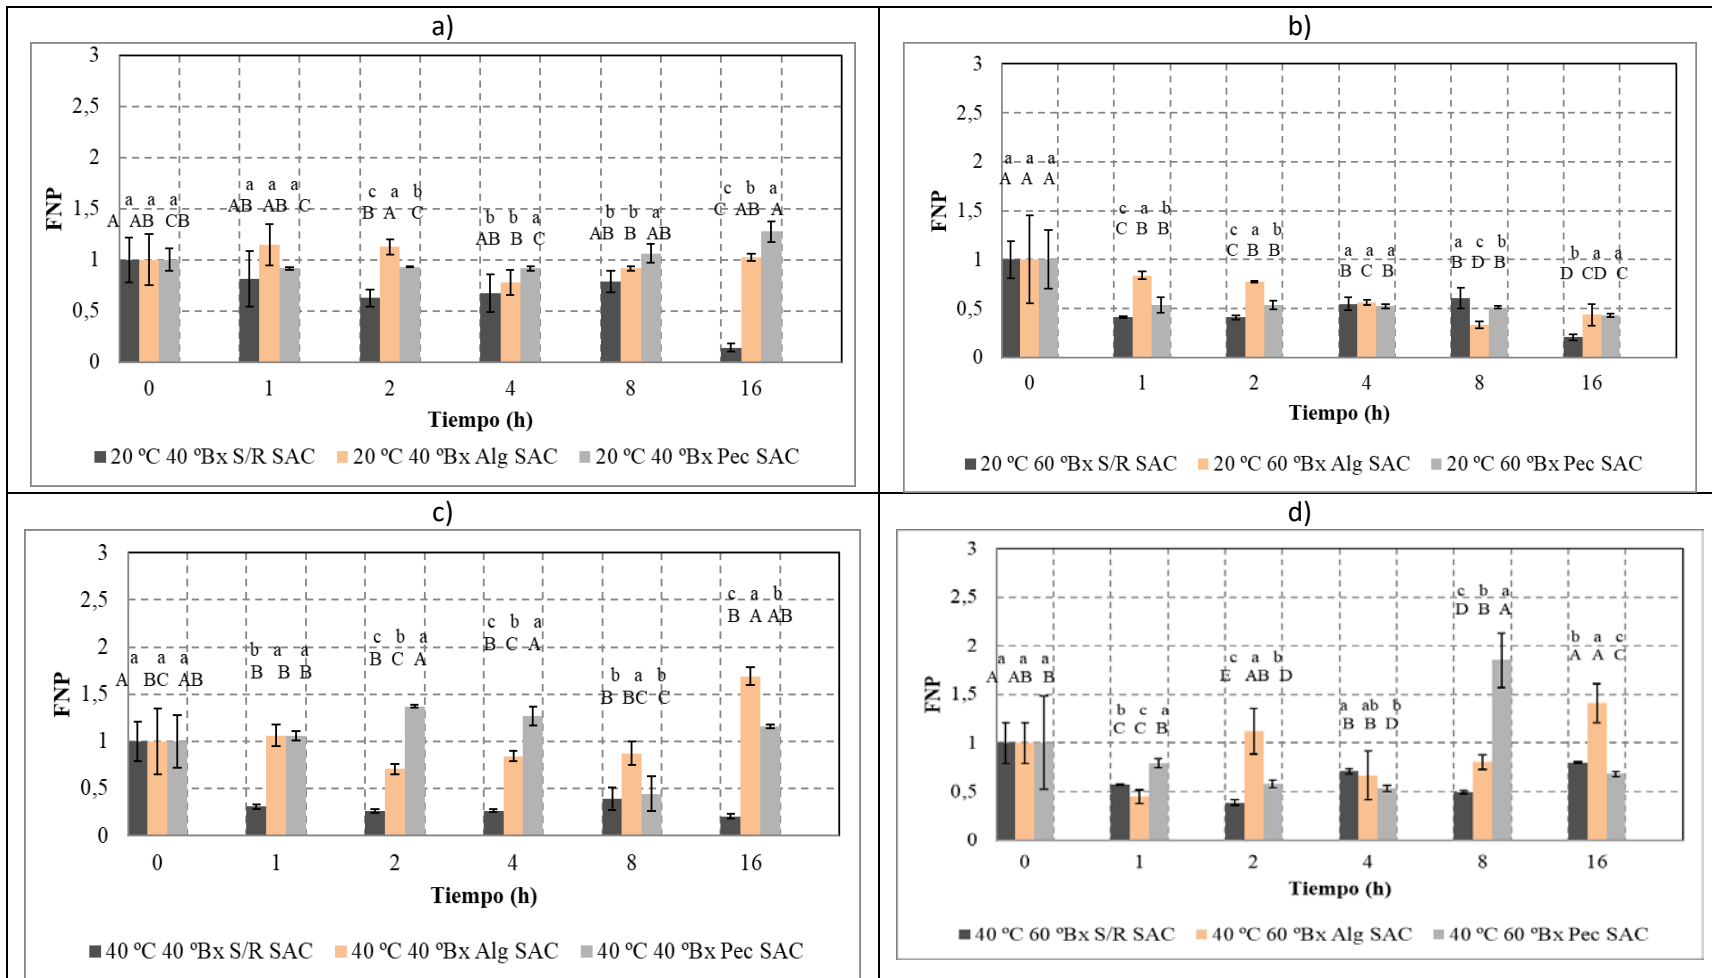 a)
3
2,5
2
1,5
1
0,5
0
FNP
a a a
A AB CB
a a a
AB AB C
c a b
B A C
b b a
AB B C
b b a
AB B AB
c b a
C AB A
0 1 2 4 8 16
Tiempo (h)
20 ºC 40 ºBx S/R SAC 20 ºC 40 ºBx Alg SAC 20 ºC 40 ºBx Pec SAC
b)
3
2,5
2
1,5
1
0,5
0
FNP
a a a
A A A
c a b
C B B
c a b
C B B
a a a
B C B
a c b
B D B
b a a
D CD C
0 1 2 4 8 16
Tiempo (h)
20 ºC 60 ºBx S/R SAC 20 ºC 60 ºBx Alg SAC 20 ºC 60 ºBx Pec SAC
c)
3
2,5
2
1,5
1
0,5
0
FNP
a a a
A BC AB
b a a
B B B
c b a
B C A
c b a
B C A
b a b
B BC C
c a b
B A AB
0 1 2 4 8 16
Tiempo (h)
40 ºC 40 ºBx S/R SAC 40 ºC 40 ºBx Alg SAC 40 ºC 40 ºBx Pec SAC
d)
3
2,5
2
1,5
1
0,5
0
FNP
a a a
A AB B
b c a
C C B
c a b
E AB D
a ab b
B B D
c b a
D B A
b a c
A A C
0 1 2 4 8 16
Tiempo (h)
40 ºC 60 ºBx S/R SAC 40 ºC 60 ºBx Alg SAC 40 ºC 60 ºBx Pec SAC